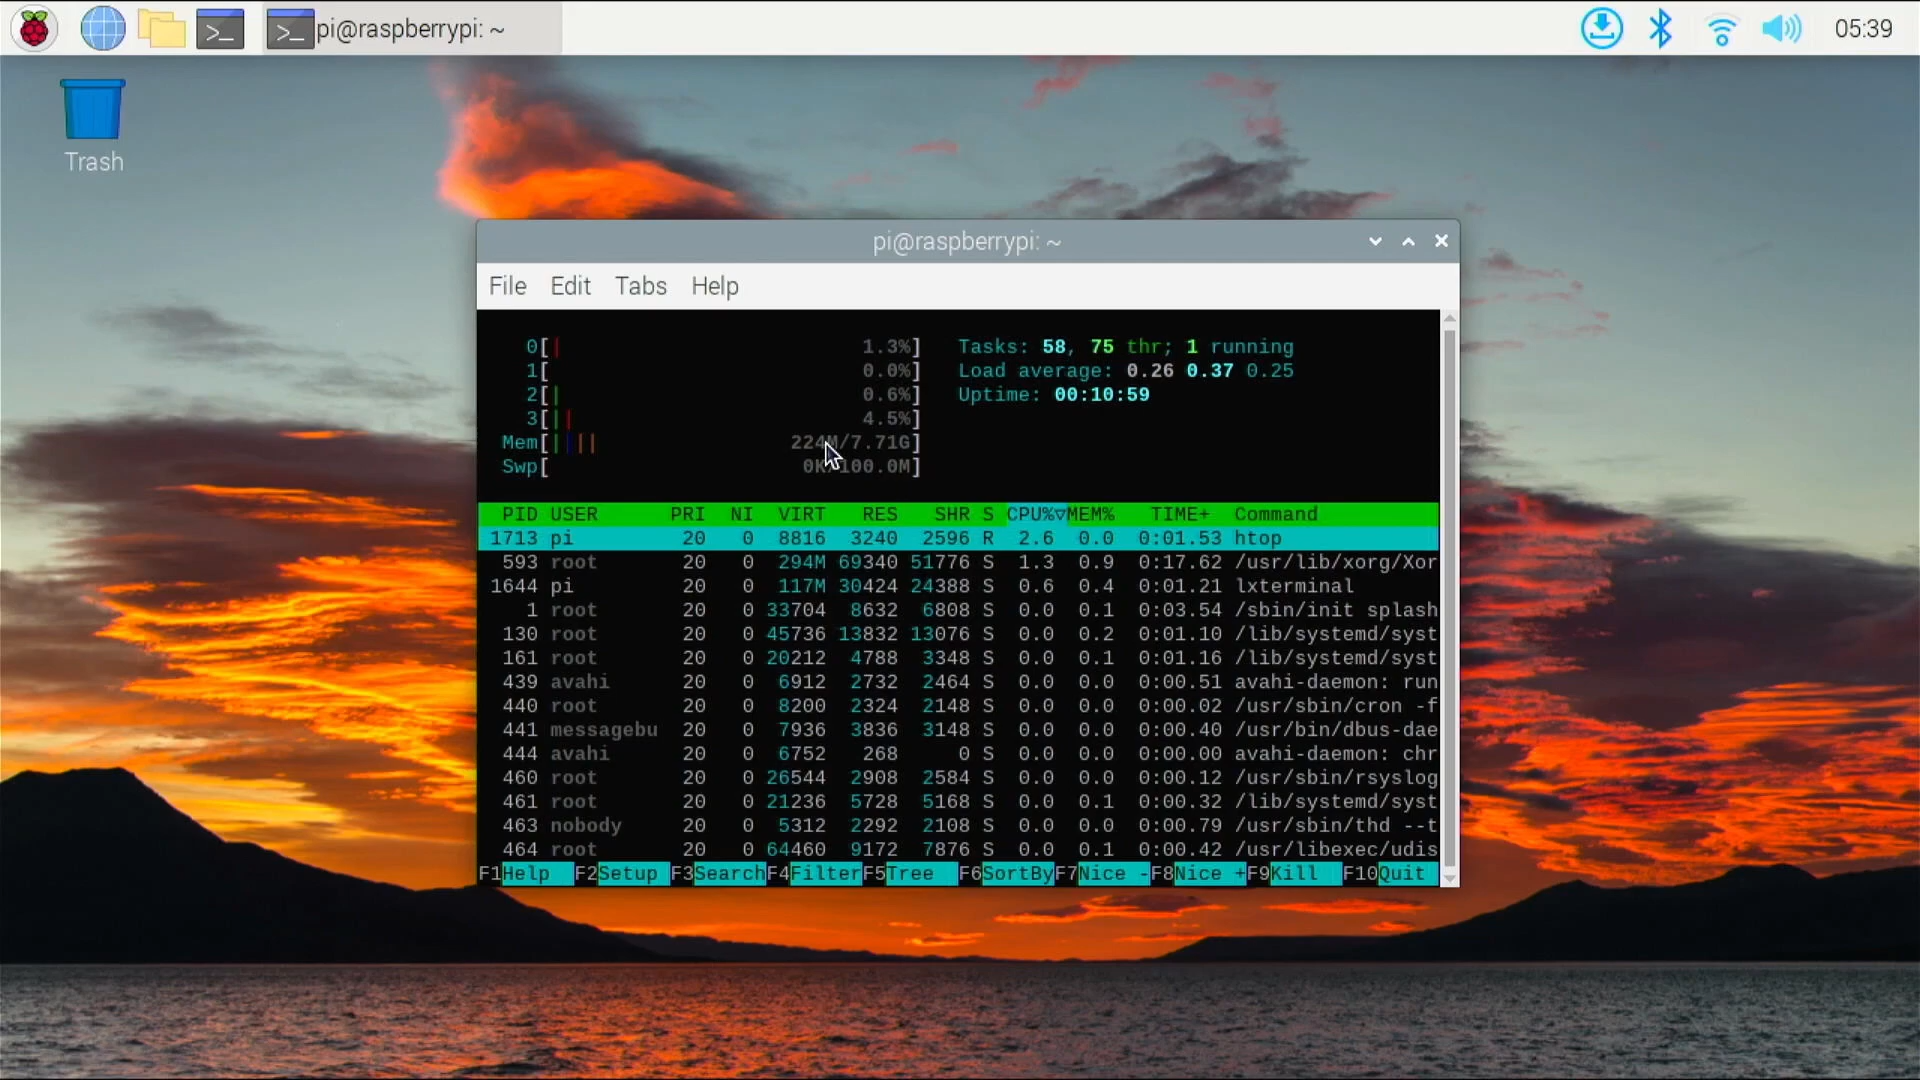 pi@raspberrypi: ~
05:39
Trash
pi@raspberrypi: ~
File Edit Tabs Help
0[| 1.3%] Tasks: 58, 75 thr; 1 running
1[ 0.0%] Load average: 0.26 0.37 0.25
2[| 0.6%] Uptime: 00:10:59
3[|| 4.5%]
Mem[|||| 224M/7.71G]
Swp[ 0K/100.0M]
PID USER PRI NI VIRT RES SHR S CPU%▽MEM% TIME+ Command
1713 pi 20 0 8816 3240 2596 R 2.6 0.0 0:01.53 htop
593 root 20 0 294M 69340 51776 S 1.3 0.9 0:17.62 /usr/lib/xorg/Xor
1644 pi 20 0 117M 30424 24388 S 0.6 0.4 0:01.21 lxterminal
1 root 20 0 33704 8632 6808 S 0.0 0.1 0:03.54 /sbin/init splash
130 root 20 0 45736 13832 13076 S 0.0 0.2 0:01.10 /lib/systemd/syst
161 root 20 0 20212 4788 3348 S 0.0 0.1 0:01.16 /lib/systemd/syst
439 avahi 20 0 6912 2732 2464 S 0.0 0.0 0:00.51 avahi-daemon: run
440 root 20 0 8200 2324 2148 S 0.0 0.0 0:00.02 /usr/sbin/cron -f
441 messagebu 20 0 7936 3836 3148 S 0.0 0.0 0:00.40 /usr/bin/dbus-dae
444 avahi 20 0 6752 268 0 S 0.0 0.0 0:00.00 avahi-daemon: chr
460 root 20 0 26544 2908 2584 S 0.0 0.0 0:00.12 /usr/sbin/rsyslog
461 root 20 0 21236 5728 5168 S 0.0 0.1 0:00.32 /lib/systemd/syst
463 nobody 20 0 5312 2292 2108 S 0.0 0.0 0:00.79 /usr/sbin/thd --t
464 root 20 0 64460 9172 7876 S 0.0 0.1 0:00.42 /usr/libexec/udis
F1Help F2Setup F3SearchF4FilterF5Tree F6SortByF7Nice -F8Nice +F9Kill F10Quit